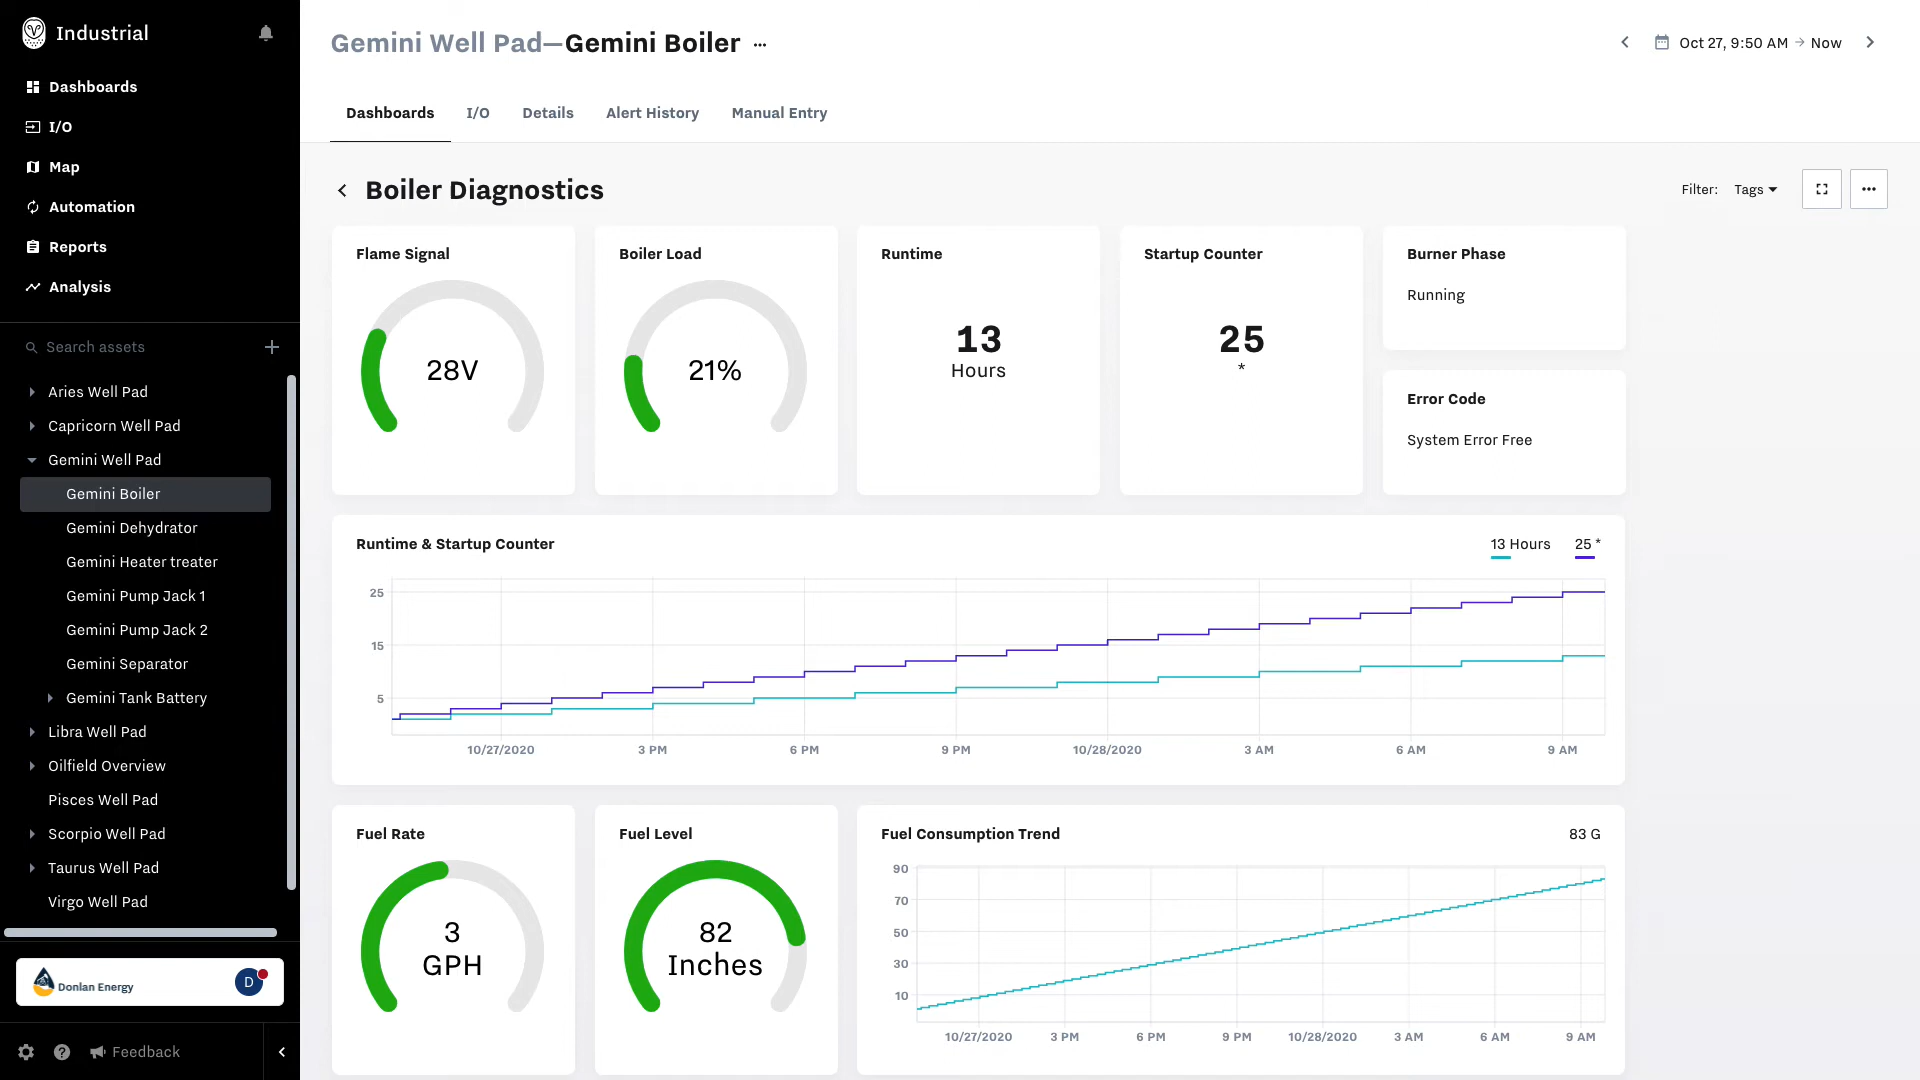 Industrial
Dashboards
I/O
Map
Automation
Reports
Analysis
Search assets
Aries Well Pad
Capricorn Well Pad
Gemini Well Pad
Gemini Boiler
Gemini Dehydrator
Gemini Heater treater
Gemini Pump Jack 1
Gemini Pump Jack 2
Gemini Separator
Gemini Tank Battery
Libra Well Pad
Oilfield Overview
Pisces Well Pad
Scorpio Well Pad
Taurus Well Pad
Virgo Well Pad
Donlan Energy
D
Feedback
Gemini Well Pad—Gemini Boiler ...
Oct 27, 9:50 AM → Now
Dashboards I/O Details Alert History Manual Entry
Boiler Diagnostics
Filter: Tags
Flame Signal
28V
Boiler Load
21%
Runtime
13
Hours
Startup Counter
25
*
Burner Phase
Running
Error Code
System Error Free
Runtime & Startup Counter
13 Hours 25 *
25
15
5
10/27/2020 3 PM 6 PM 9 PM 10/28/2020 3 AM 6 AM 9 AM
Fuel Rate
3
GPH
Fuel Level
82
Inches
Fuel Consumption Trend
83 G
90
70
50
30
10
10/27/2020 3 PM 6 PM 9 PM 10/28/2020 3 AM 6 AM 9 AM